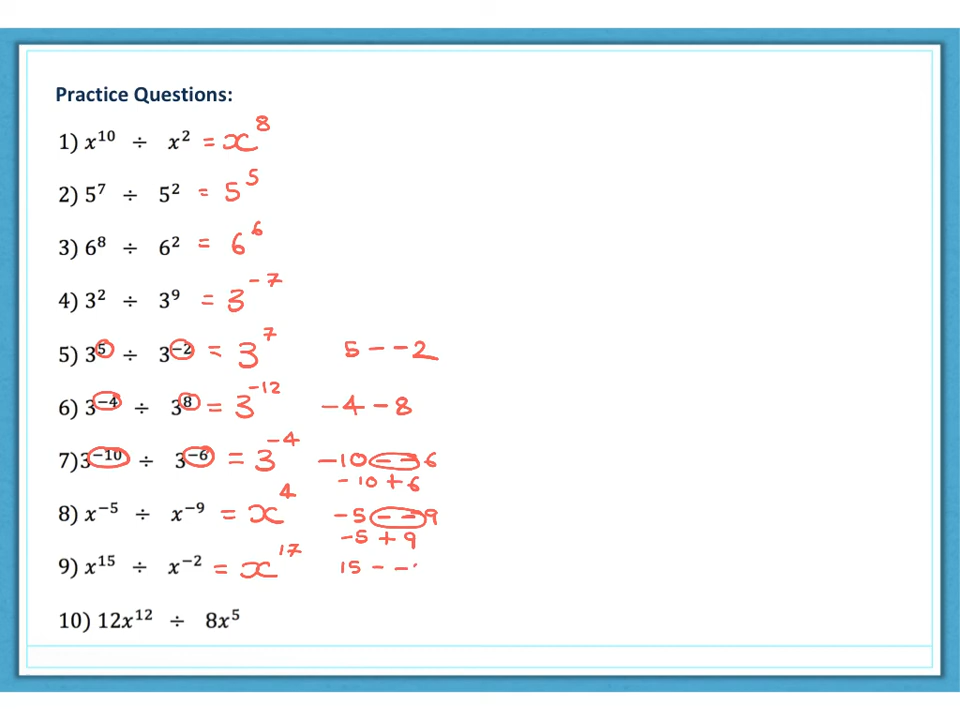 Practice Questions:
1) x¹⁰ ÷ x² = x⁸
2) 5⁷ ÷ 5² = 5⁵
3) 6⁸ ÷ 6² = 6⁶
4) 3² ÷ 3⁹ = 3⁻⁷
5) 3⁵ ÷ 3⁻² = 3⁷ 5 - -2
6) 3⁻⁴ ÷ 3⁸ = 3⁻¹² -4 - 8
7)3⁻¹⁰ ÷ 3⁻⁶ = 3⁻⁴ -10 - -6
-10 + 6
8) x⁻⁵ ÷ x⁻⁹ = x⁴ -5 - -9
-5 + 9
9) x¹⁵ ÷ x⁻² = x¹⁷ 15 - -
10) 12x¹² ÷ 8x⁵